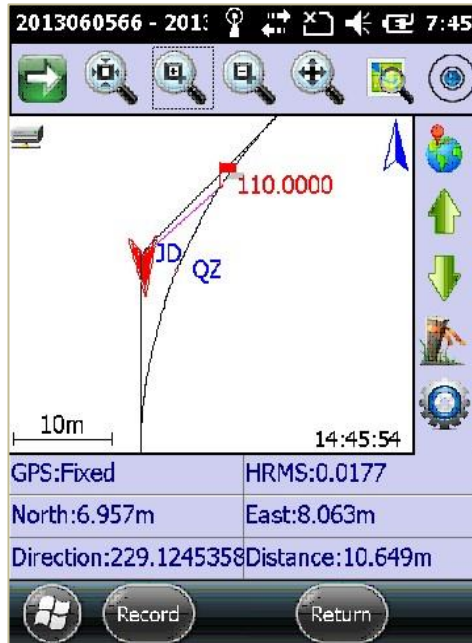 2013060566 - 201: 7:45
110.0000
JD
QZ
10m
14:45:54
GPS:Fixed HRMS:0.0177
North:6.957m East:8.063m
Direction:229.1245358 Distance:10.649m
Record Return